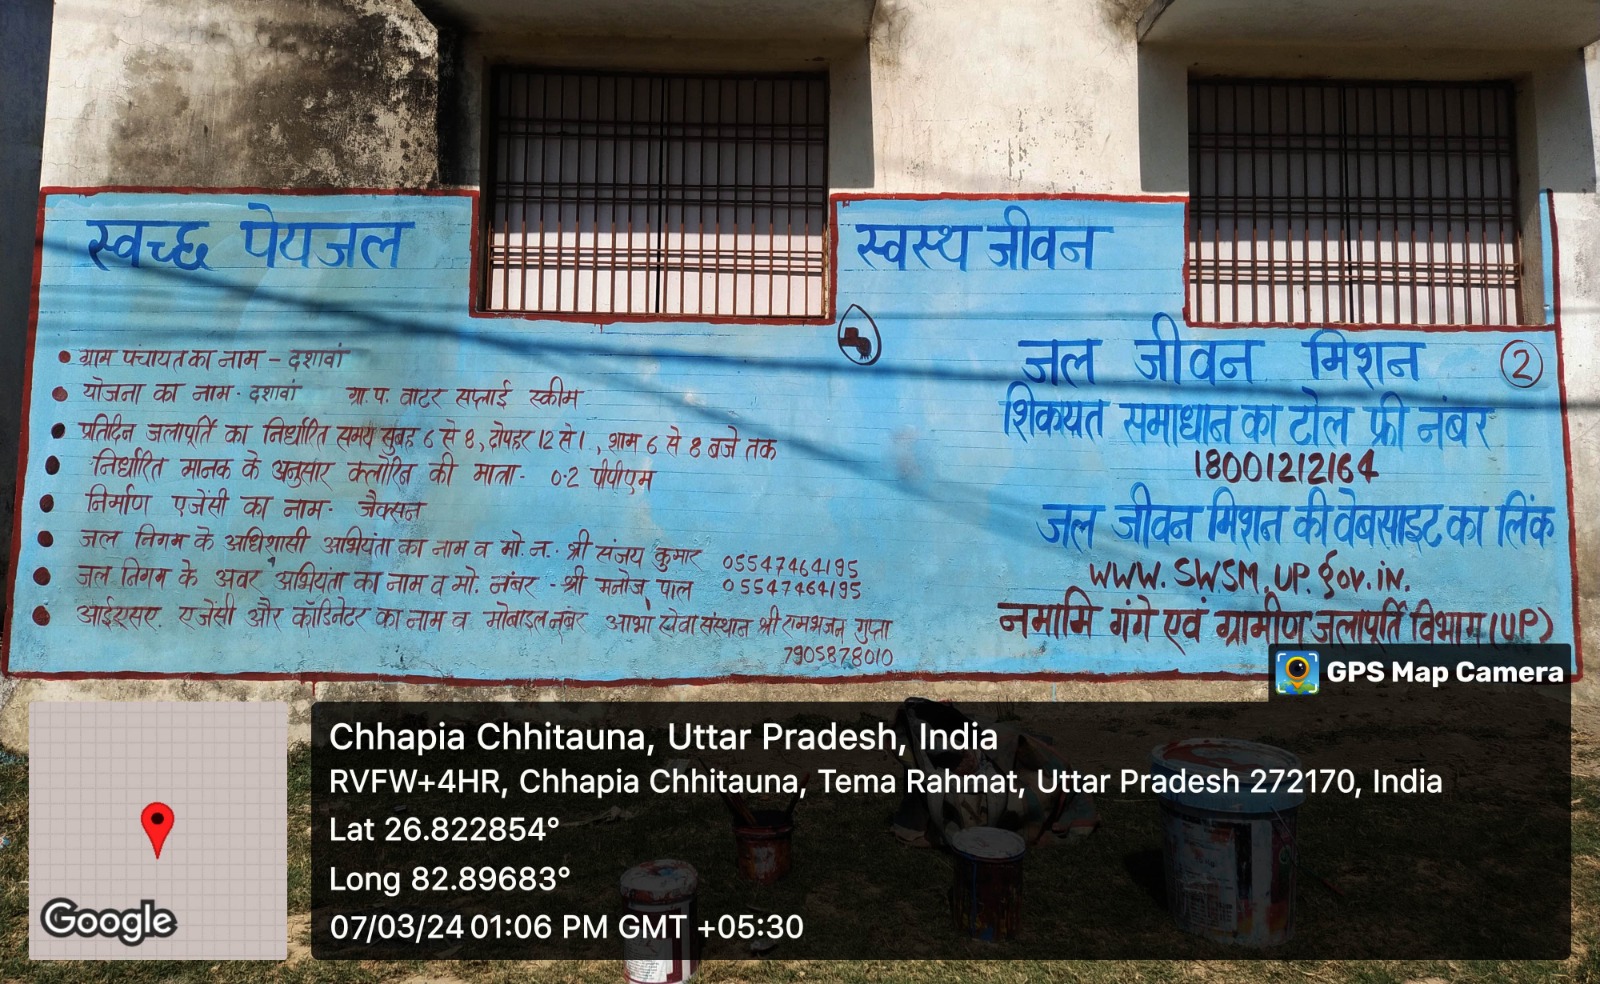 स्वच्छ पेयजल
स्वस्थ जीवन
• ग्राम पंचायत का नाम - दशावां
• योजना का नाम - दशावां ग्रा.प. वाटर सप्लाई स्कीम
• प्रतिदिन जलापूर्ति का निर्धारित समय सुबह 6 से 8, दोपहर 12 से 1, शाम 6 से 8 बजे तक
• निर्धारित मानक के अनुसार क्लोरिन की मात्रा - 0.2 पीपीएम
• निर्माण एजेंसी का नाम - जैक्सन
• जल निगम के अधिशासी अभियंता का नाम व मो. न. - श्री संजय कुमार 05547464195
• जल निगम के अवर अभियंता का नाम व मो. नंबर - श्री मनोज पाल 05547464195
• आईएसए. एजेंसी और कॉडिनेटर का नाम व मोबाइल नंबर आभा सेवा संस्थान श्री रामभजन गुप्ता
7905878010
जल जीवन मिशन 2
शिकायत समाधान का टोल फ्री नंबर
18001212164
जल जीवन मिशन की वेबसाइट का लिंक
WWW.SWSM.UP.Gov.in.
नमामि गंगे एवं ग्रामीण जलापूर्ति विभाग (UP)
GPS Map Camera
Chhapia Chhitauna, Uttar Pradesh, India
RVFW+4HR, Chhapia Chhitauna, Tema Rahmat, Uttar Pradesh 272170, India
Lat 26.822854°
Long 82.89683°
07/03/24 01:06 PM GMT +05:30
Google